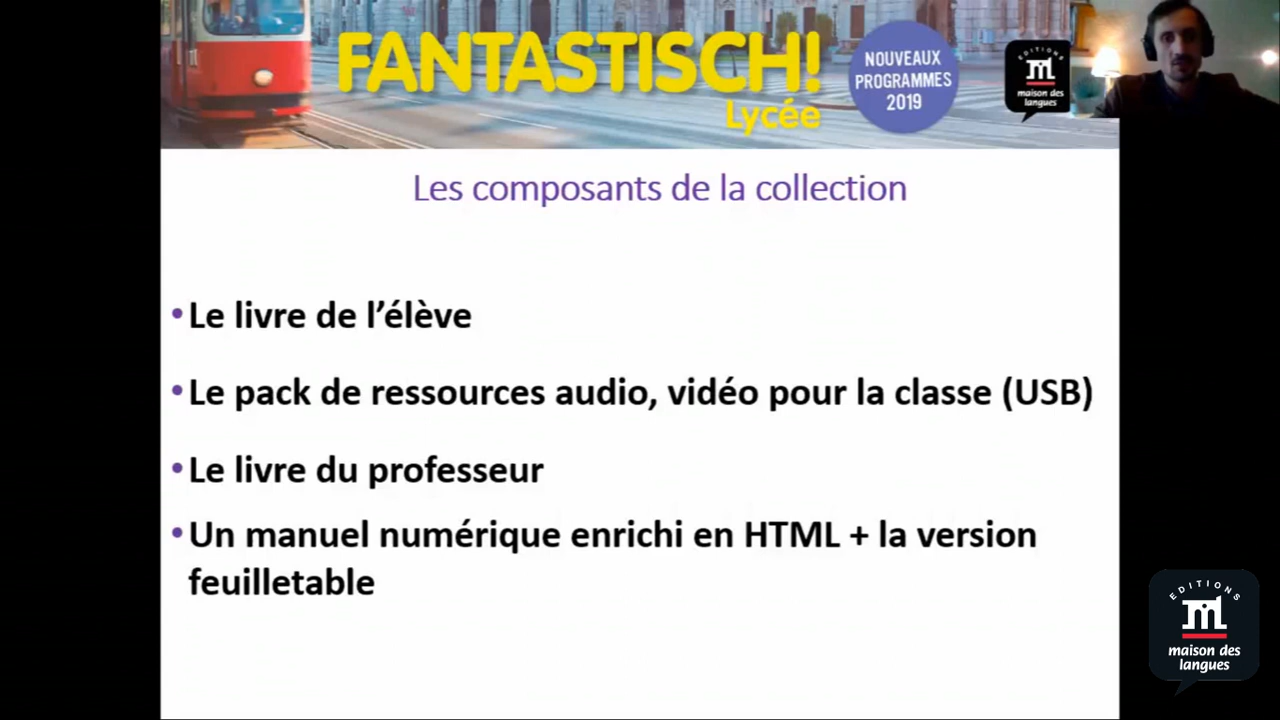 FANTASTISCH!
Lycée
NOUVEAUX
PROGRAMMES
2019
EDITIONS
maison des
langues
Les composants de la collection
•Le livre de l’élève
•Le pack de ressources audio, vidéo pour la classe (USB)
•Le livre du professeur
•Un manuel numérique enrichi en HTML + la version
feuilletable
EDITIONS
maison des
langues